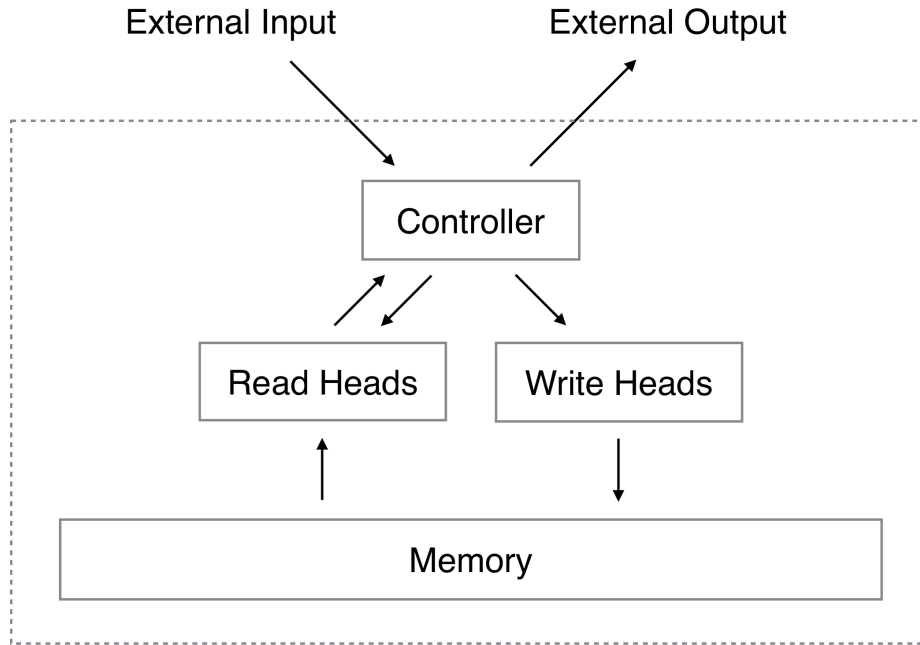 External Input
External Output
Controller
Read Heads
Write Heads
Memory